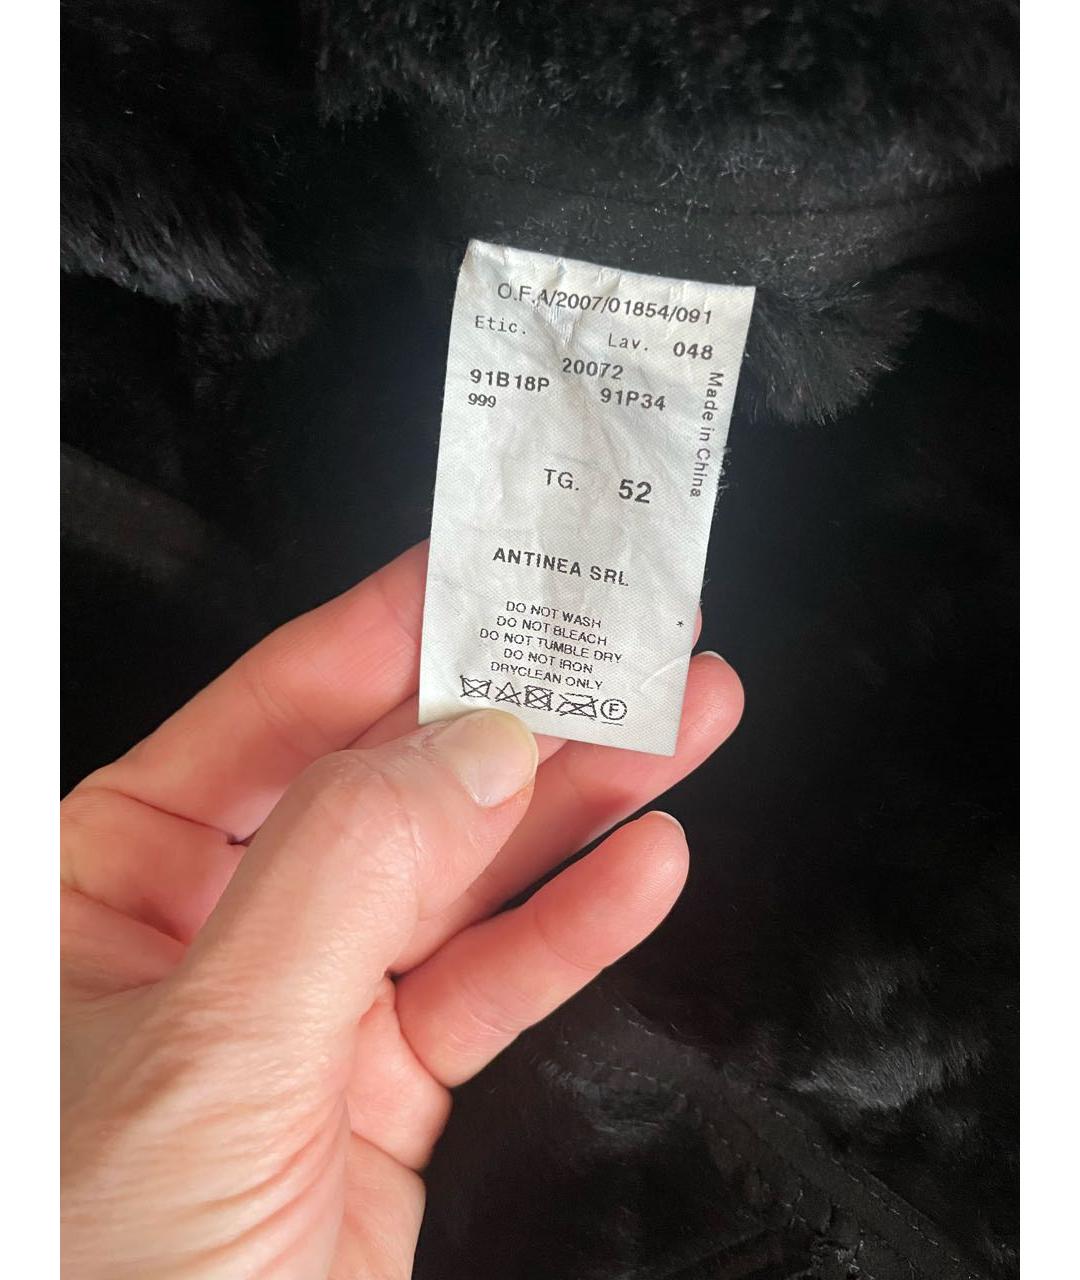 O.F.A/2007/01854/091
Etic. Lav. 048
20072
91B18P 91P34
999
Made in China
TG. 52
ANTINEA SRL
*
DO NOT WASH
DO NOT BLEACH
DO NOT TUMBLE DRY
DO NOT IRON
DRYCLEAN ONLY
F